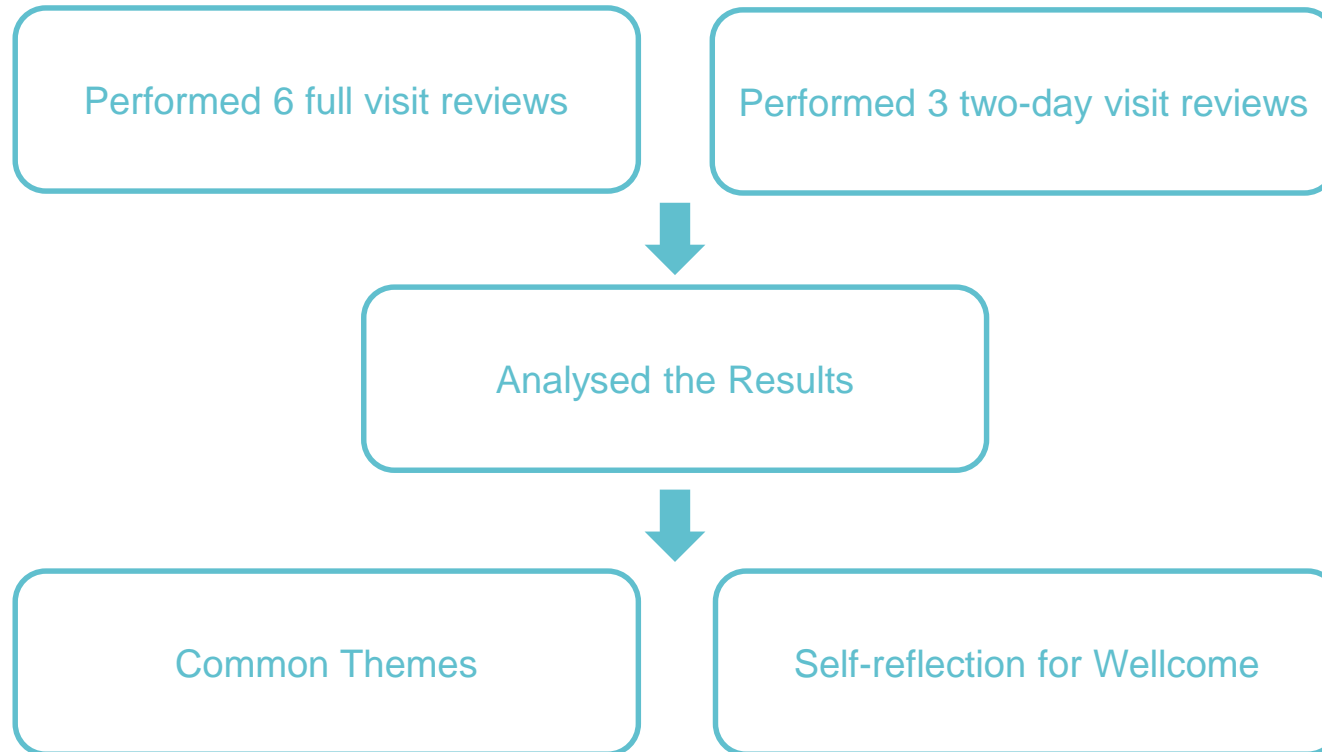 Performed 6 full visit reviews
Performed 3 two-day visit reviews
Analysed the Results
Common Themes
Self-reflection for Wellcome